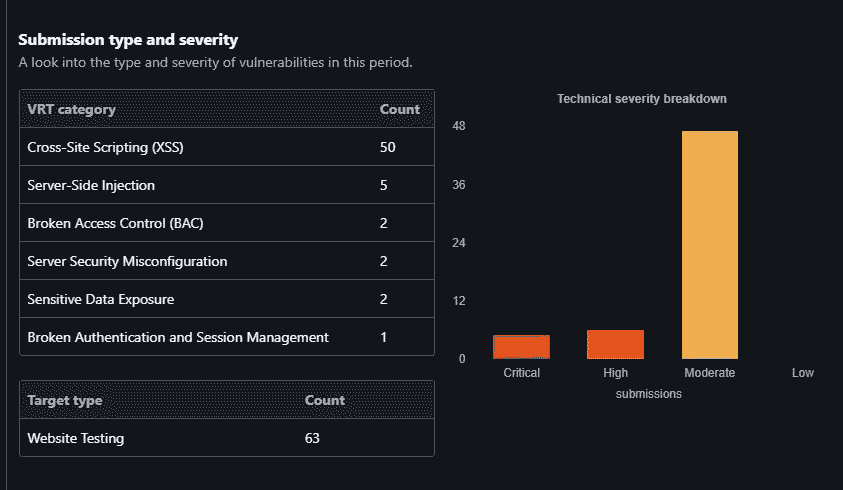 Submission type and severity
A look into the type and severity of vulnerabilities in this period.
VRT category Count
Cross-Site Scripting (XSS) 50
Server-Side Injection 5
Broken Access Control (BAC) 2
Server Security Misconfiguration 2
Sensitive Data Exposure 2
Broken Authentication and Session Management 1
Target type Count
Website Testing 63
Technical severity breakdown
48
36
24
12
0
Critical High Moderate Low
submissions